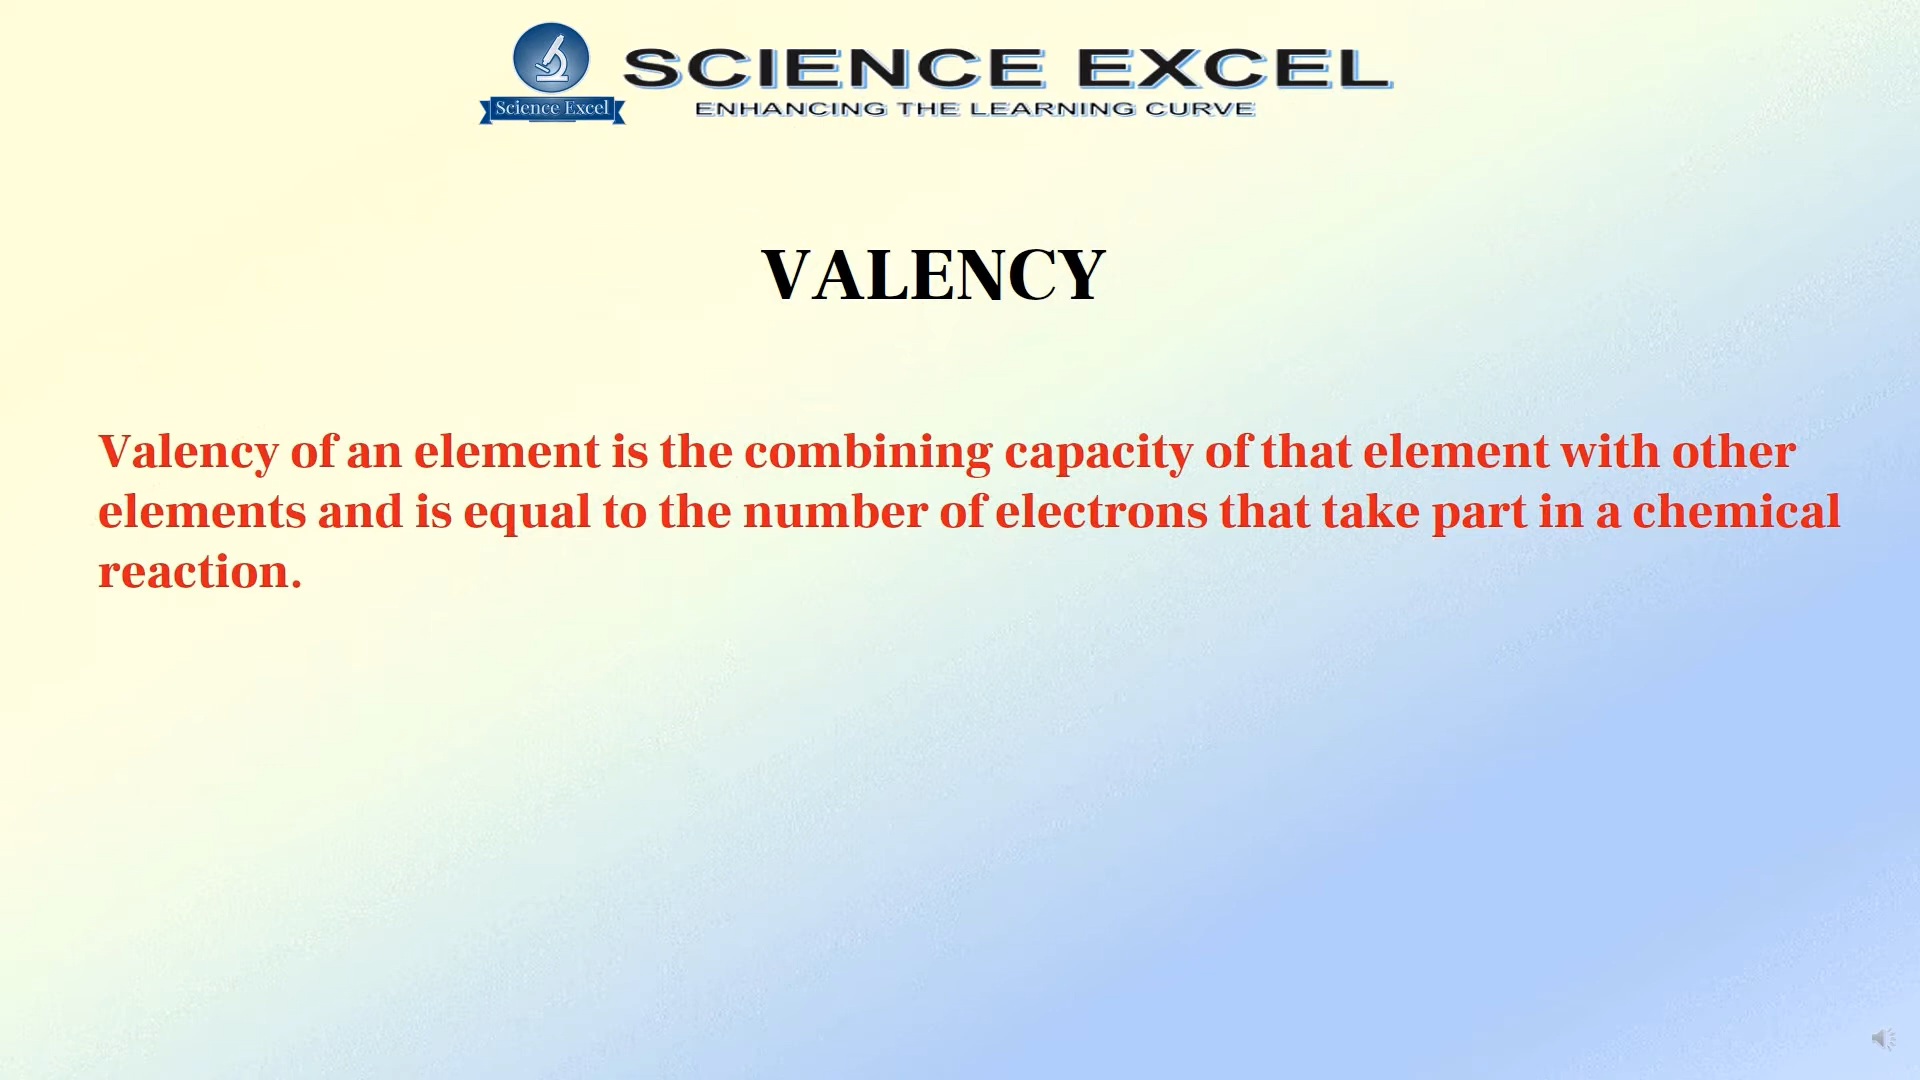 SCIENCE EXCEL
Science Excel
ENHANCING THE LEARNING CURVE
VALENCY
Valency of an element is the combining capacity of that element with other
elements and is equal to the number of electrons that take part in a chemical
reaction.